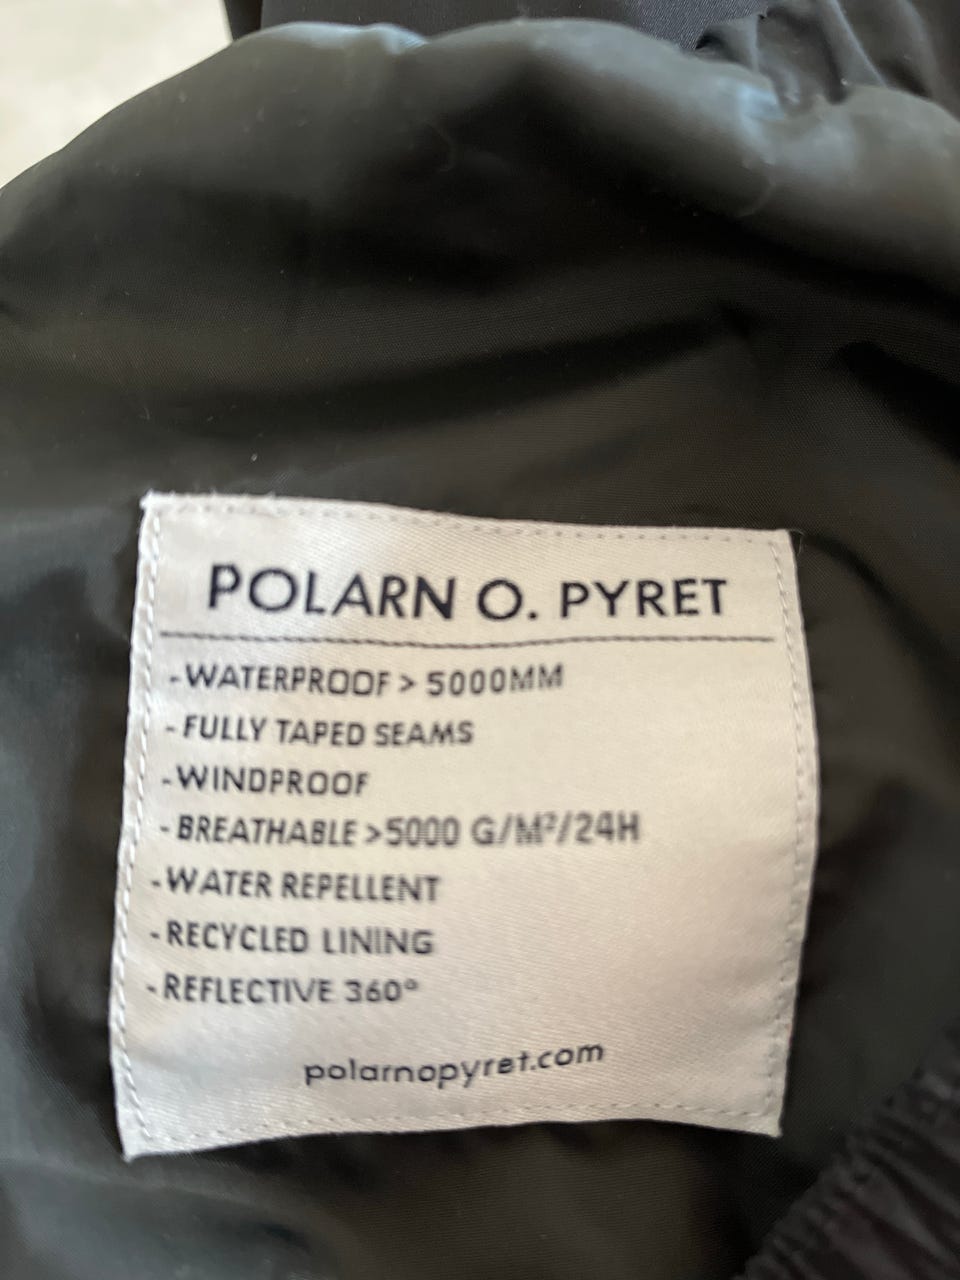 POLARN O. PYRET
-WATERPROOF > 5000MM
-FULLY TAPED SEAMS
-WINDPROOF
-BREATHABLE >5000 G/M²/24H
-WATER REPELLENT
-RECYCLED LINING
-REFLECTIVE 360°
polarnopyret.com